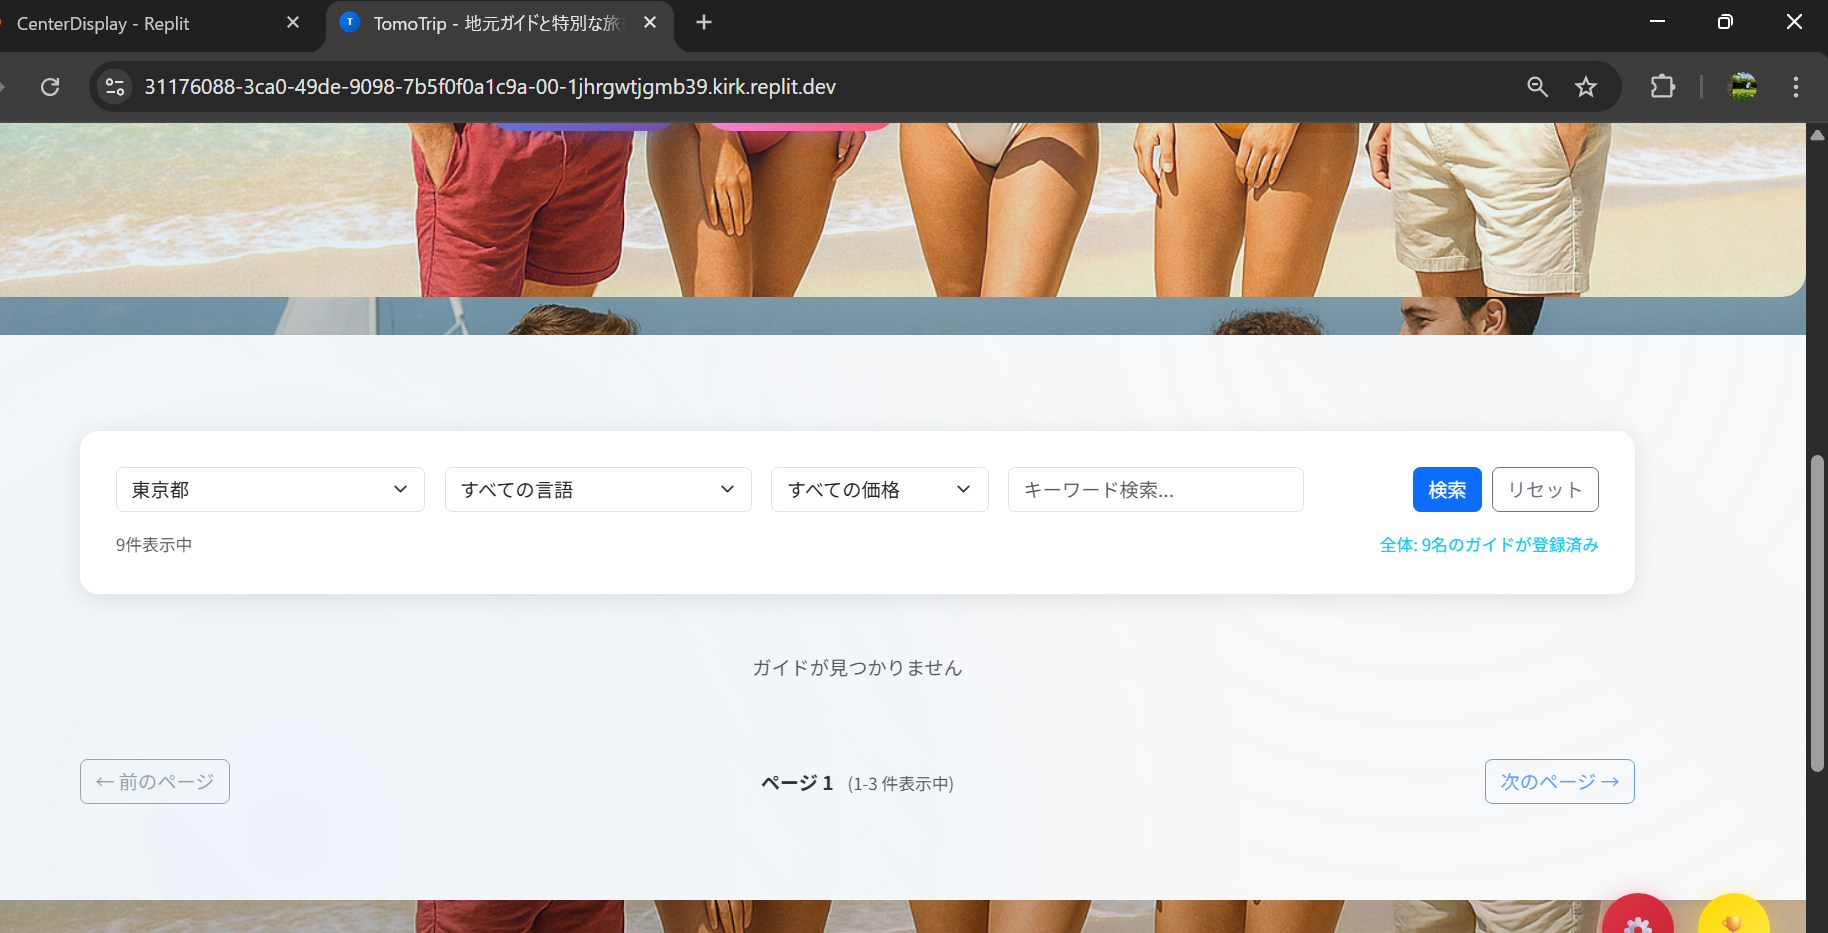 CenterDisplay - Replit
TomoTrip - 地元ガイドと特別な旅
31176088-3ca0-49de-9098-7b5f0f0a1c9a-00-1jhrgwtjgmb39.kirk.replit.dev
東京都 すべての言語 すべての価格 キーワード検索... 検索 リセット
9件表示中 全体: 9名のガイドが登録済み
ガイドが見つかりません
← 前のページ ページ 1 (1-3 件表示中) 次のページ →